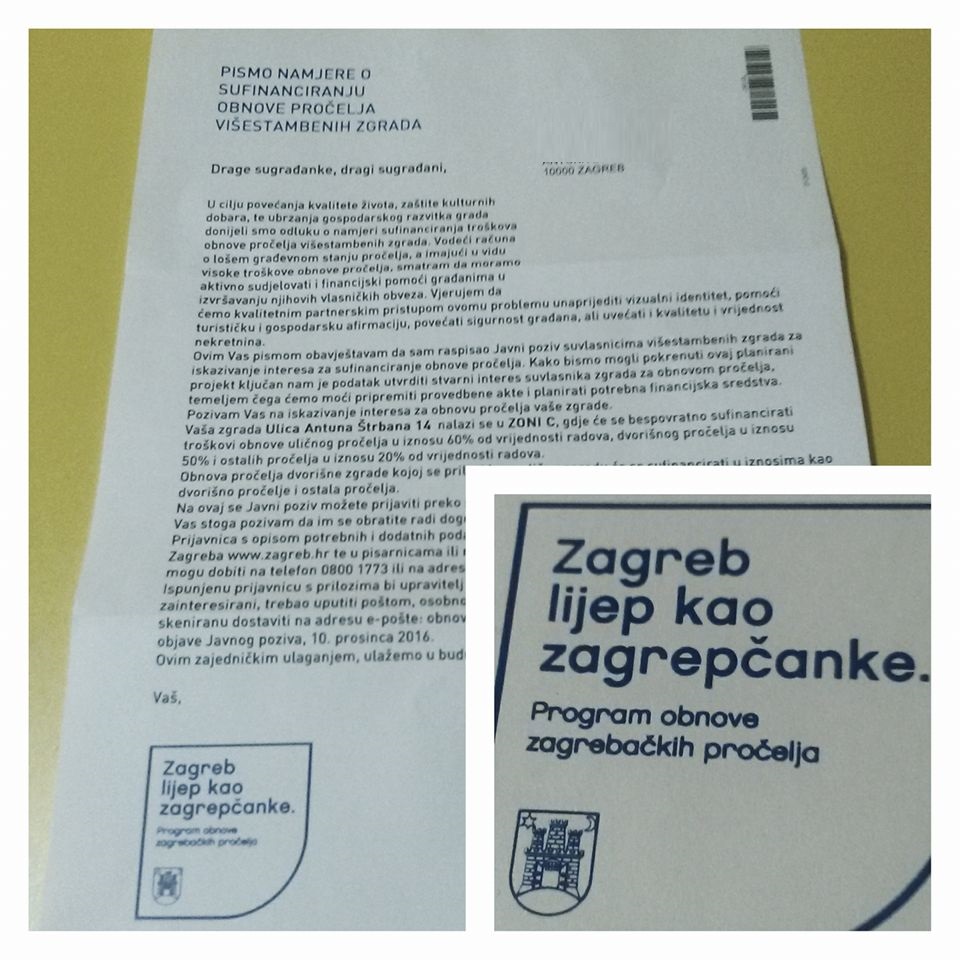 PISMO NAMJERE O
SUFINANCIRANJU
OBNOVE PROČELJA
VIŠESTAMBENIH ZGRADA
10000 ZAGREB
Drage sugrađanke, dragi sugrađani,
U cilju povećanja kvalitete života, zaštite kulturnih
dobara, te ubrzanja gospodarskog razvitka grada
donijeli smo odluku o namjeri sufinanciranja troškova
obnove pročelja višestambenih zgrada. Vodeći računa
o lošem građevnom stanju pročelja, a imajući u vidu
visoke troškove obnove pročelja, smatram da moramo
aktivno sudjelovati i financijski pomoći građanima u
izvršavanju njihovih vlasničkih obveza. Vjerujem da
ćemo kvalitetnim partnerskim pristupom ovomu problemu unaprijediti vizualni identitet, pomoći
turističku i gospodarsku afirmaciju, povećati sigurnost građana, ali uvećati i kvalitetu i vrijednost
nekretnina.
Ovim Vas pismom obavještavam da sam raspisao Javni poziv suvlasnicima višestambenih zgrada za
iskazivanje interesa za sufinanciranje obnove pročelja. Kako bismo mogli pokrenuti ovaj planirani
projekt ključan nam je podatak utvrditi stvarni interes suvlasnika zgrada za obnovom pročelja,
temeljem čega ćemo moći pripremiti provedbene akte i planirati potrebna financijska sredstva.
Pozivam Vas na iskazivanje interesa za obnovu pročelja vaše zgrade.
Vaša zgrada Ulica Antuna Štrbana 14 nalazi se u ZONI C, gdje će se bespovratno sufinancirati
troškovi obnove uličnog pročelja u iznosu 60% od vrijednosti radova, dvorišnog pročelja u iznosu
50% i ostalih pročelja u iznosu 20% od vrijednosti radova.
Obnova pročelja dvorišne zgrade kojoj se će se sufinancirati u iznosima kao
dvorišno pročelje i ostala pročelja.
Na ovaj se Javni poziv možete prijaviti preko
Vas stoga pozivam da im se obratite radi
Prijavnica s opisom potrebnih i dodatnih
Zagreba www.zagreb.hr te u pisarnicama ili
mogu dobiti na telefon 0800 1773 ili na
Ispunjenu prijavnicu s prilozima bi upravitelj
zainteresirani, trebao uputiti poštom,
skeniranu dostaviti na adresu e-pošte:
objave Javnog poziva, 10. prosinca 2016.
Ovim zajedničkim ulaganjem, ulažemo u
Vaš,
Zagreb
lijep kao
zagrepčanke.
Program obnove
zagrebačkih pročelja
Zagreb
lijep kao
zagrepčanke.
Program obnove
zagrebačkih pročelja